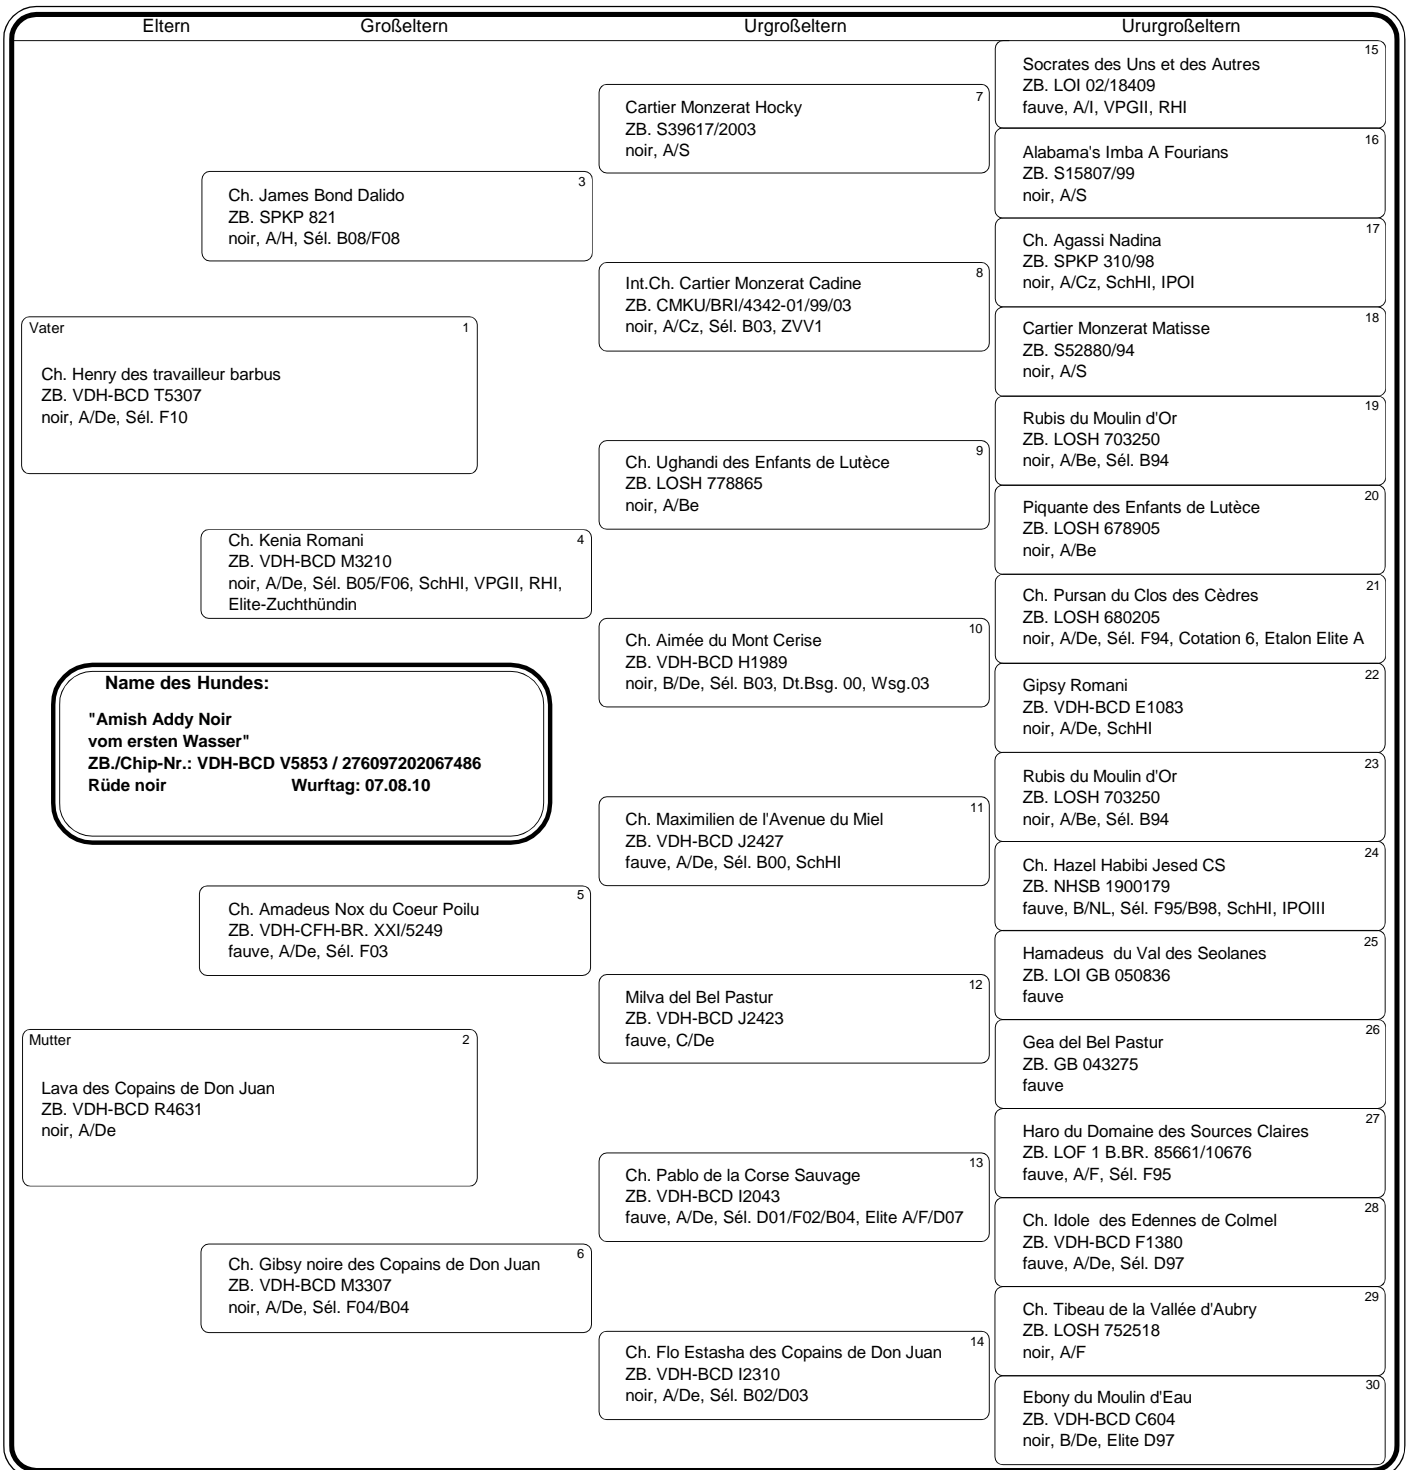 Eltern Großeltern Urgroßeltern Ururgroßeltern
Vater 1
Ch. Henry des travailleur barbus
ZB. VDH-BCD T5307
noir, A/De, Sél. F10
Name des Hundes:
"Amish Addy Noir
vom ersten Wasser"
ZB./Chip-Nr.: VDH-BCD V5853 / 276097202067486
Rüde noir Wurftag: 07.08.10
Mutter 2
Lava des Copains de Don Juan
ZB. VDH-BCD R4631
noir, A/De
3
Ch. James Bond Dalido
ZB. SPKP 821
noir, A/H, Sél. B08/F08
4
Ch. Kenia Romani
ZB. VDH-BCD M3210
noir, A/De, Sél. B05/F06, SchHI, VPGII, RHI,
Elite-Zuchthündin
5
Ch. Amadeus Nox du Coeur Poilu
ZB. VDH-CFH-BR. XXI/5249
fauve, A/De, Sél. F03
6
Ch. Gibsy noire des Copains de Don Juan
ZB. VDH-BCD M3307
noir, A/De, Sél. F04/B04
7
Cartier Monzerat Hocky
ZB. S39617/2003
noir, A/S
8
Int.Ch. Cartier Monzerat Cadine
ZB. CMKU/BRI/4342-01/99/03
noir, A/Cz, Sél. B03, ZVV1
9
Ch. Ughandi des Enfants de Lutèce
ZB. LOSH 778865
noir, A/Be
10
Ch. Aimée du Mont Cerise
ZB. VDH-BCD H1989
noir, B/De, Sél. B03, Dt.Bsg. 00, Wsg.03
11
Ch. Maximilien de l'Avenue du Miel
ZB. VDH-BCD J2427
fauve, A/De, Sél. B00, SchHI
12
Milva del Bel Pastur
ZB. VDH-BCD J2423
fauve, C/De
13
Ch. Pablo de la Corse Sauvage
ZB. VDH-BCD I2043
fauve, A/De, Sél. D01/F02/B04, Elite A/F/D07
14
Ch. Flo Estasha des Copains de Don Juan
ZB. VDH-BCD I2310
noir, A/De, Sél. B02/D03
15
Socrates des Uns et des Autres
ZB. LOI 02/18409
fauve, A/I, VPGII, RHI
16
Alabama's Imba A Fourians
ZB. S15807/99
noir, A/S
17
Ch. Agassi Nadina
ZB. SPKP 310/98
noir, A/Cz, SchHI, IPOI
18
Cartier Monzerat Matisse
ZB. S52880/94
noir, A/S
19
Rubis du Moulin d'Or
ZB. LOSH 703250
noir, A/Be, Sél. B94
20
Piquante des Enfants de Lutèce
ZB. LOSH 678905
noir, A/Be
21
Ch. Pursan du Clos des Cèdres
ZB. LOSH 680205
noir, A/De, Sél. F94, Cotation 6, Etalon Elite A
22
Gipsy Romani
ZB. VDH-BCD E1083
noir, A/De, SchHI
23
Rubis du Moulin d'Or
ZB. LOSH 703250
noir, A/Be, Sél. B94
24
Ch. Hazel Habibi Jesed CS
ZB. NHSB 1900179
fauve, B/NL, Sél. F95/B98, SchHI, IPOIII
25
Hamadeus du Val des Seolanes
ZB. LOI GB 050836
fauve
26
Gea del Bel Pastur
ZB. GB 043275
fauve
27
Haro du Domaine des Sources Claires
ZB. LOF 1 B.BR. 85661/10676
fauve, A/F, Sél. F95
28
Ch. Idole des Edennes de Colmel
ZB. VDH-BCD F1380
fauve, A/De, Sél. D97
29
Ch. Tibeau de la Vallée d'Aubry
ZB. LOSH 752518
noir, A/F
30
Ebony du Moulin d'Eau
ZB. VDH-BCD C604
noir, B/De, Elite D97